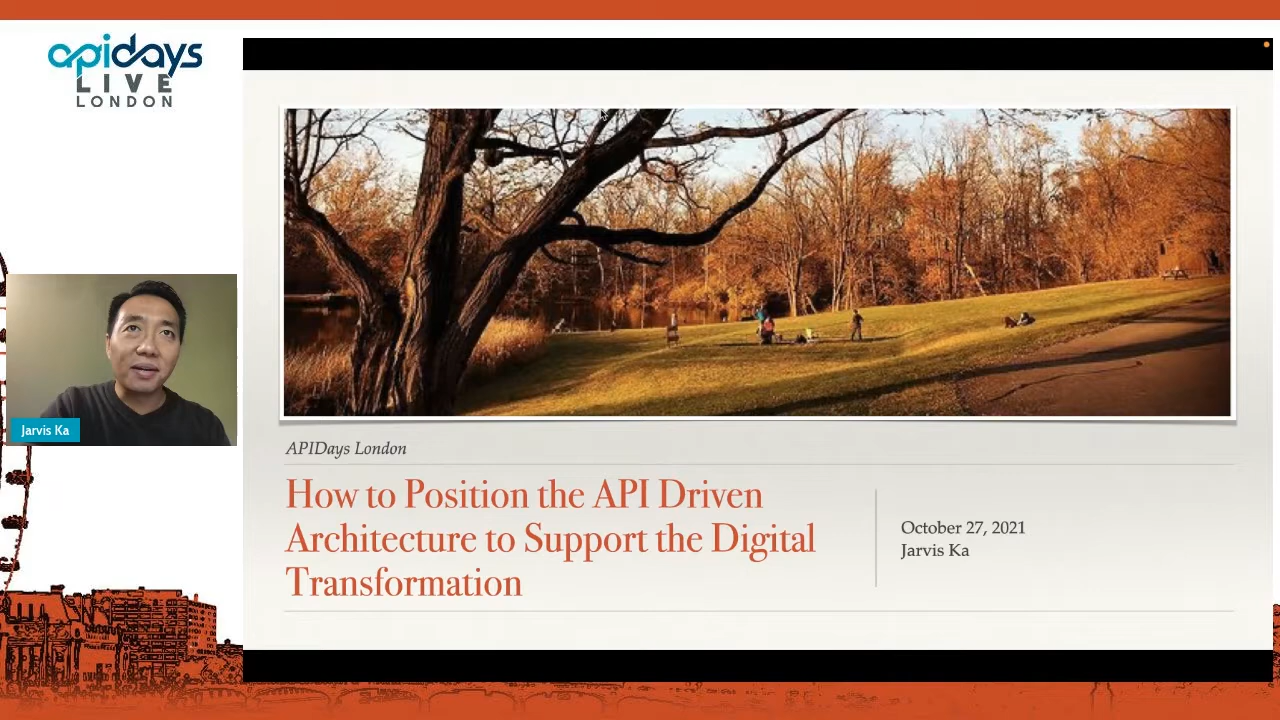 apidays
LIVE
LONDON
Jarvis Ka
APIDays London
How to Position the API Driven
Architecture to Support the Digital
Transformation
October 27, 2021
Jarvis Ka